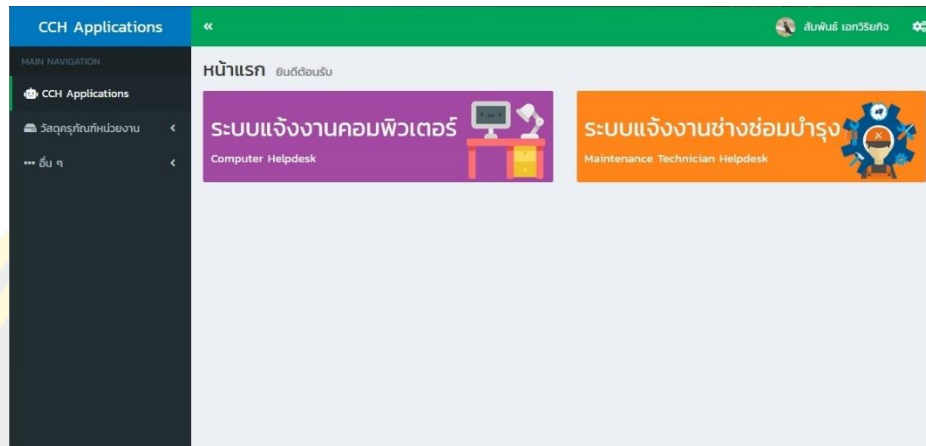 CCH Applications
«
สัมพันธ์ เอกวิริยกิจ
MAIN NAVIGATION
CCH Applications
วัสดุครุภัณฑ์หน่วยงาน
••• อื่น ๆ
หน้าแรก ยินดีต้อนรับ
ระบบแจ้งงานคอมพิวเตอร์
Computer Helpdesk
ระบบแจ้งงานช่างซ่อมบำรุง
Maintenance Technician Helpdesk